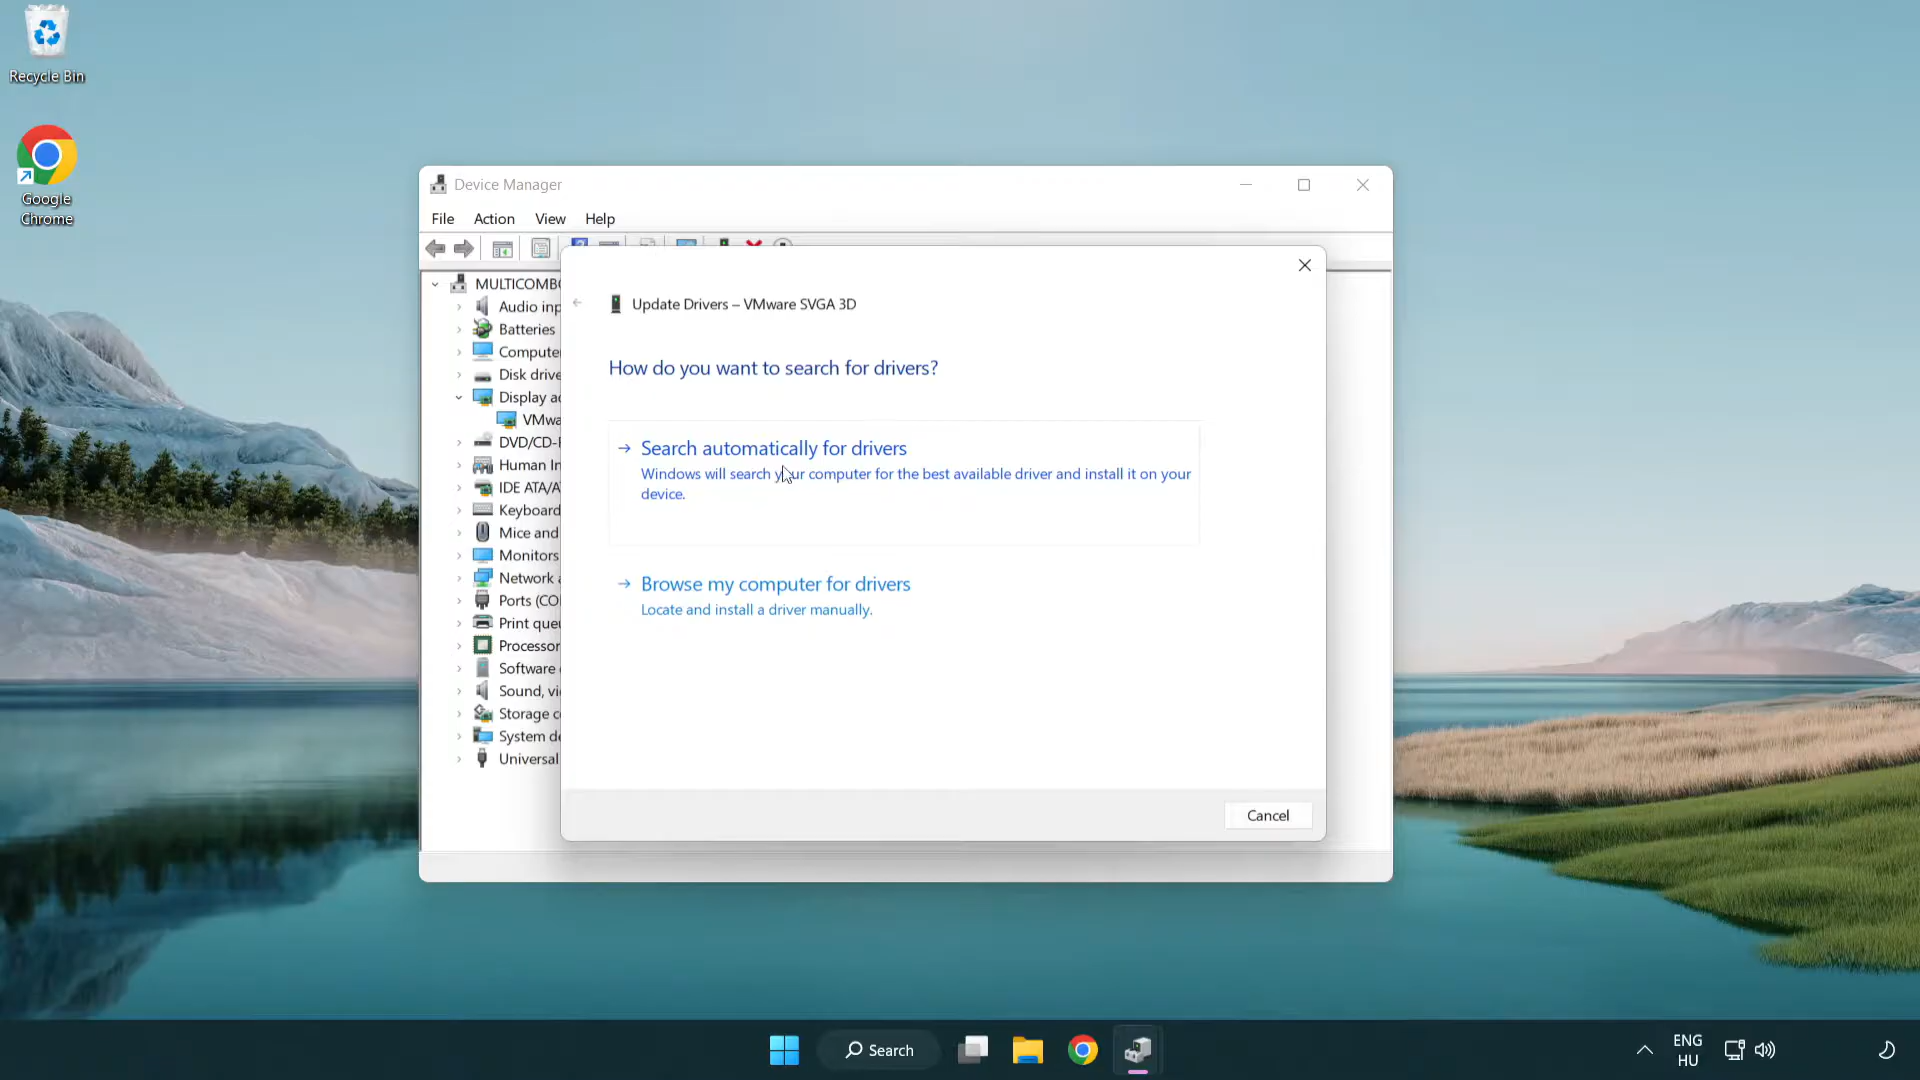 Recycle Bin
Google
Chrome
Device Manager
File Action View Help
MULTICOMBO
Audio inp
Batteries
Compute
Disk drive
Display ad
VMwa
DVD/CD-R
Human In
IDE ATA/A
Keyboard
Mice and
Monitors
Network a
Ports (CO
Print que
Processor
Software
Sound, vi
Storage c
System de
Universal
Update Drivers – VMware SVGA 3D
How do you want to search for drivers?
Search automatically for drivers
Windows will search your computer for the best available driver and install it on your
device.
Browse my computer for drivers
Locate and install a driver manually.
Cancel
Search
ENG
HU